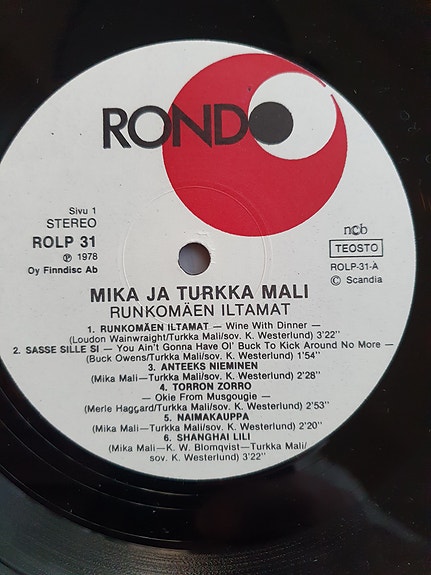 RONDO
Sivu 1
STEREO
ROLP 31
℗ 1978
Oy Finndisc Ab
ncb
TEOSTO
ROLP-31-A
© Scandia
MIKA JA TURKKA MALI
RUNKOMÄEN ILTAMAT
1. RUNKOMÄEN ILTAMAT — Wine With Dinner —
(Loudon Wainwright/Turkka Mali/sov. K. Westerlund) 3'22"
2. SASSE SILLE SI — You Ain't Gonna Have Ol' Buck To Kick Around No More —
(Buck Owens/Turkka Mali/sov. K. Westerlund) 1'54"
3. ANTEEKS NIEMINEN
(Mika Mali—Turkka Mali/sov. K. Westerlund) 2'28"
4. TORRON ZORRO
— Okie From Musgougie —
(Merle Haggard/Turkka Mali/sov. K. Westerlund) 2'53"
5. NAIMAKAUPPA
(Mika Mali—Turkka Mali/sov. K. Westerlund) 2'20"
6. SHANGHAI LILI
(Mika Mali—K. W. Blomqvist—Turkka Mali/
sov. K. Westerlund) 3'22"